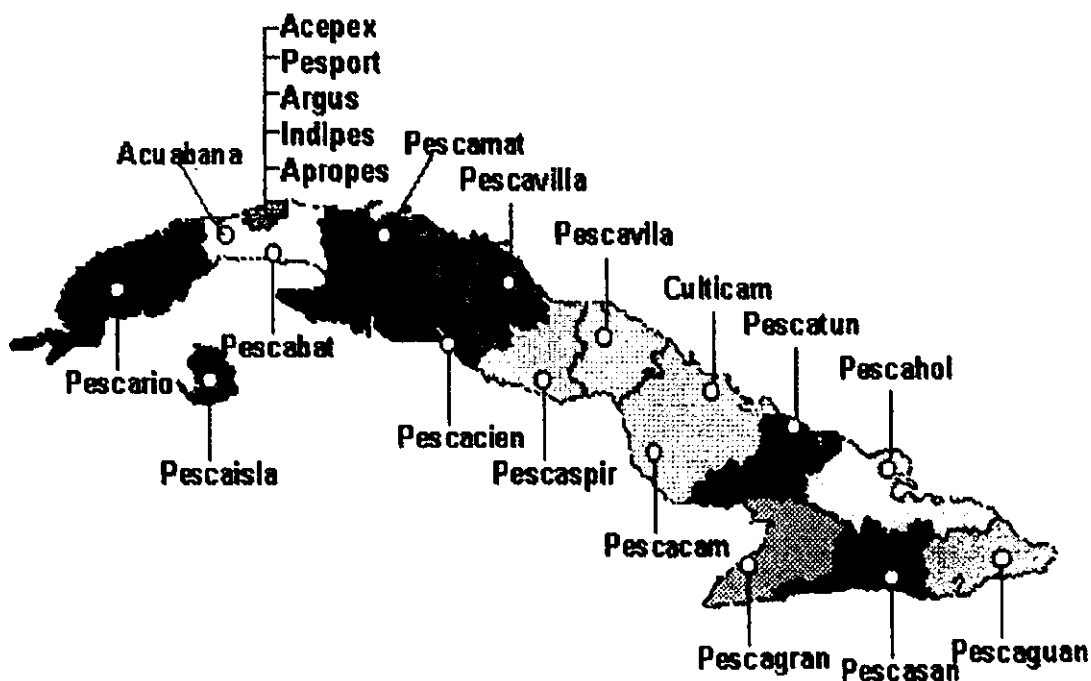 Acepex
Pesport
Argus
Indipes
Apropes
Acuabana
Pescamat
Pescavilla
Pescavila
Culticam
Pescatun
Pescahol
Pescabat
Pescario
Pescaisla
Pescacien
Pescaspir
Pescacam
Pescagran
Pescasan
Pescaguan